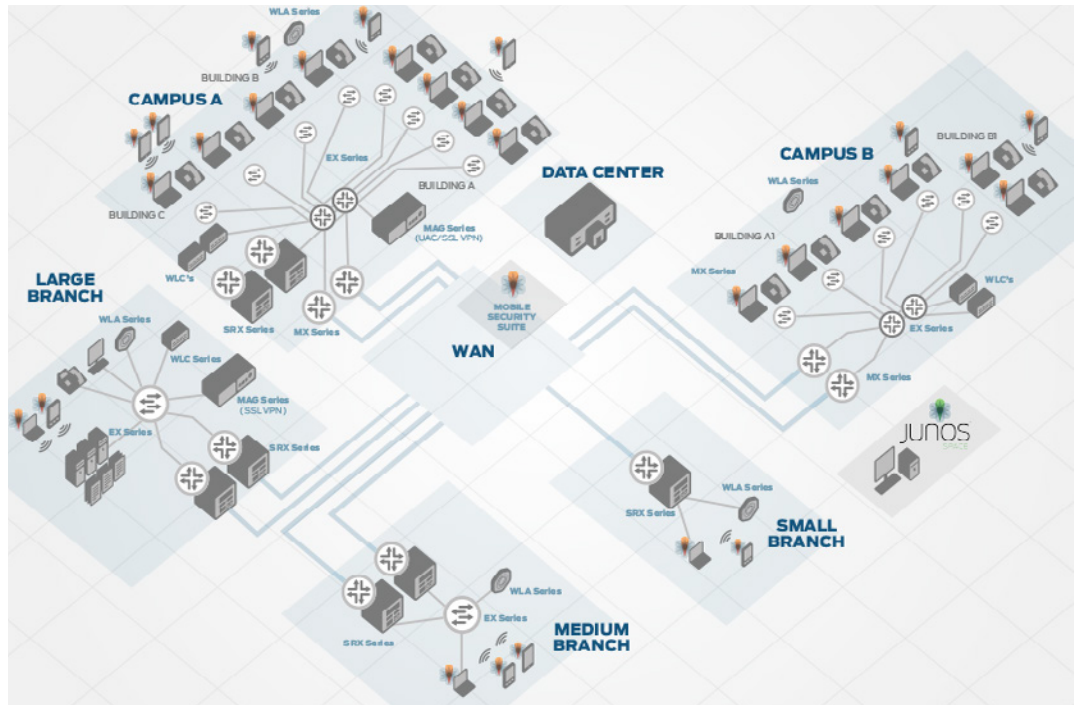 WLA Series
BUILDING B
CAMPUS A
EX Series
BUILDING A
BUILDING C
MAG Series
(UAC/SSL VPN)
WLC's
SRX Series
MX Series
DATA CENTER
CAMPUS B
BUILDING B1
WLA Series
BUILDING A1
MX Series
WLC's
EX Series
MX Series
MOBILE
SECURITY
SUITE
WAN
LARGE
BRANCH
WLA Series
WLC Series
MAG Series
(SSL VPN)
EX Series
SRX Series
JUNOS
SPACE
WLA Series
SRX Series
SMALL
BRANCH
WLA Series
EX Series
SRX Series
MEDIUM
BRANCH